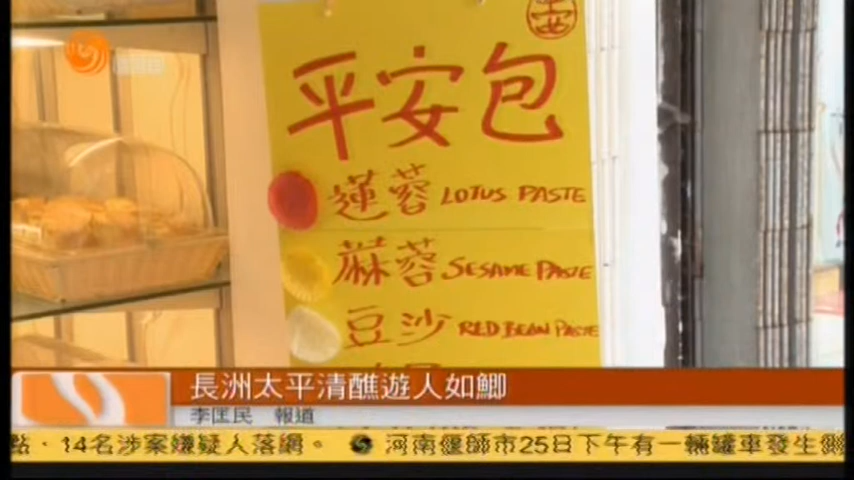 平安包
蓮蓉 LOTUS PASTE
蔴蓉 SESAME PASTE
豆沙 RED BEAN PASTE
長洲太平清醮遊人如鯽
李匡民 報道
14名涉案嫌疑人落網。 河南偃師市25日下午有一輛罐車發生